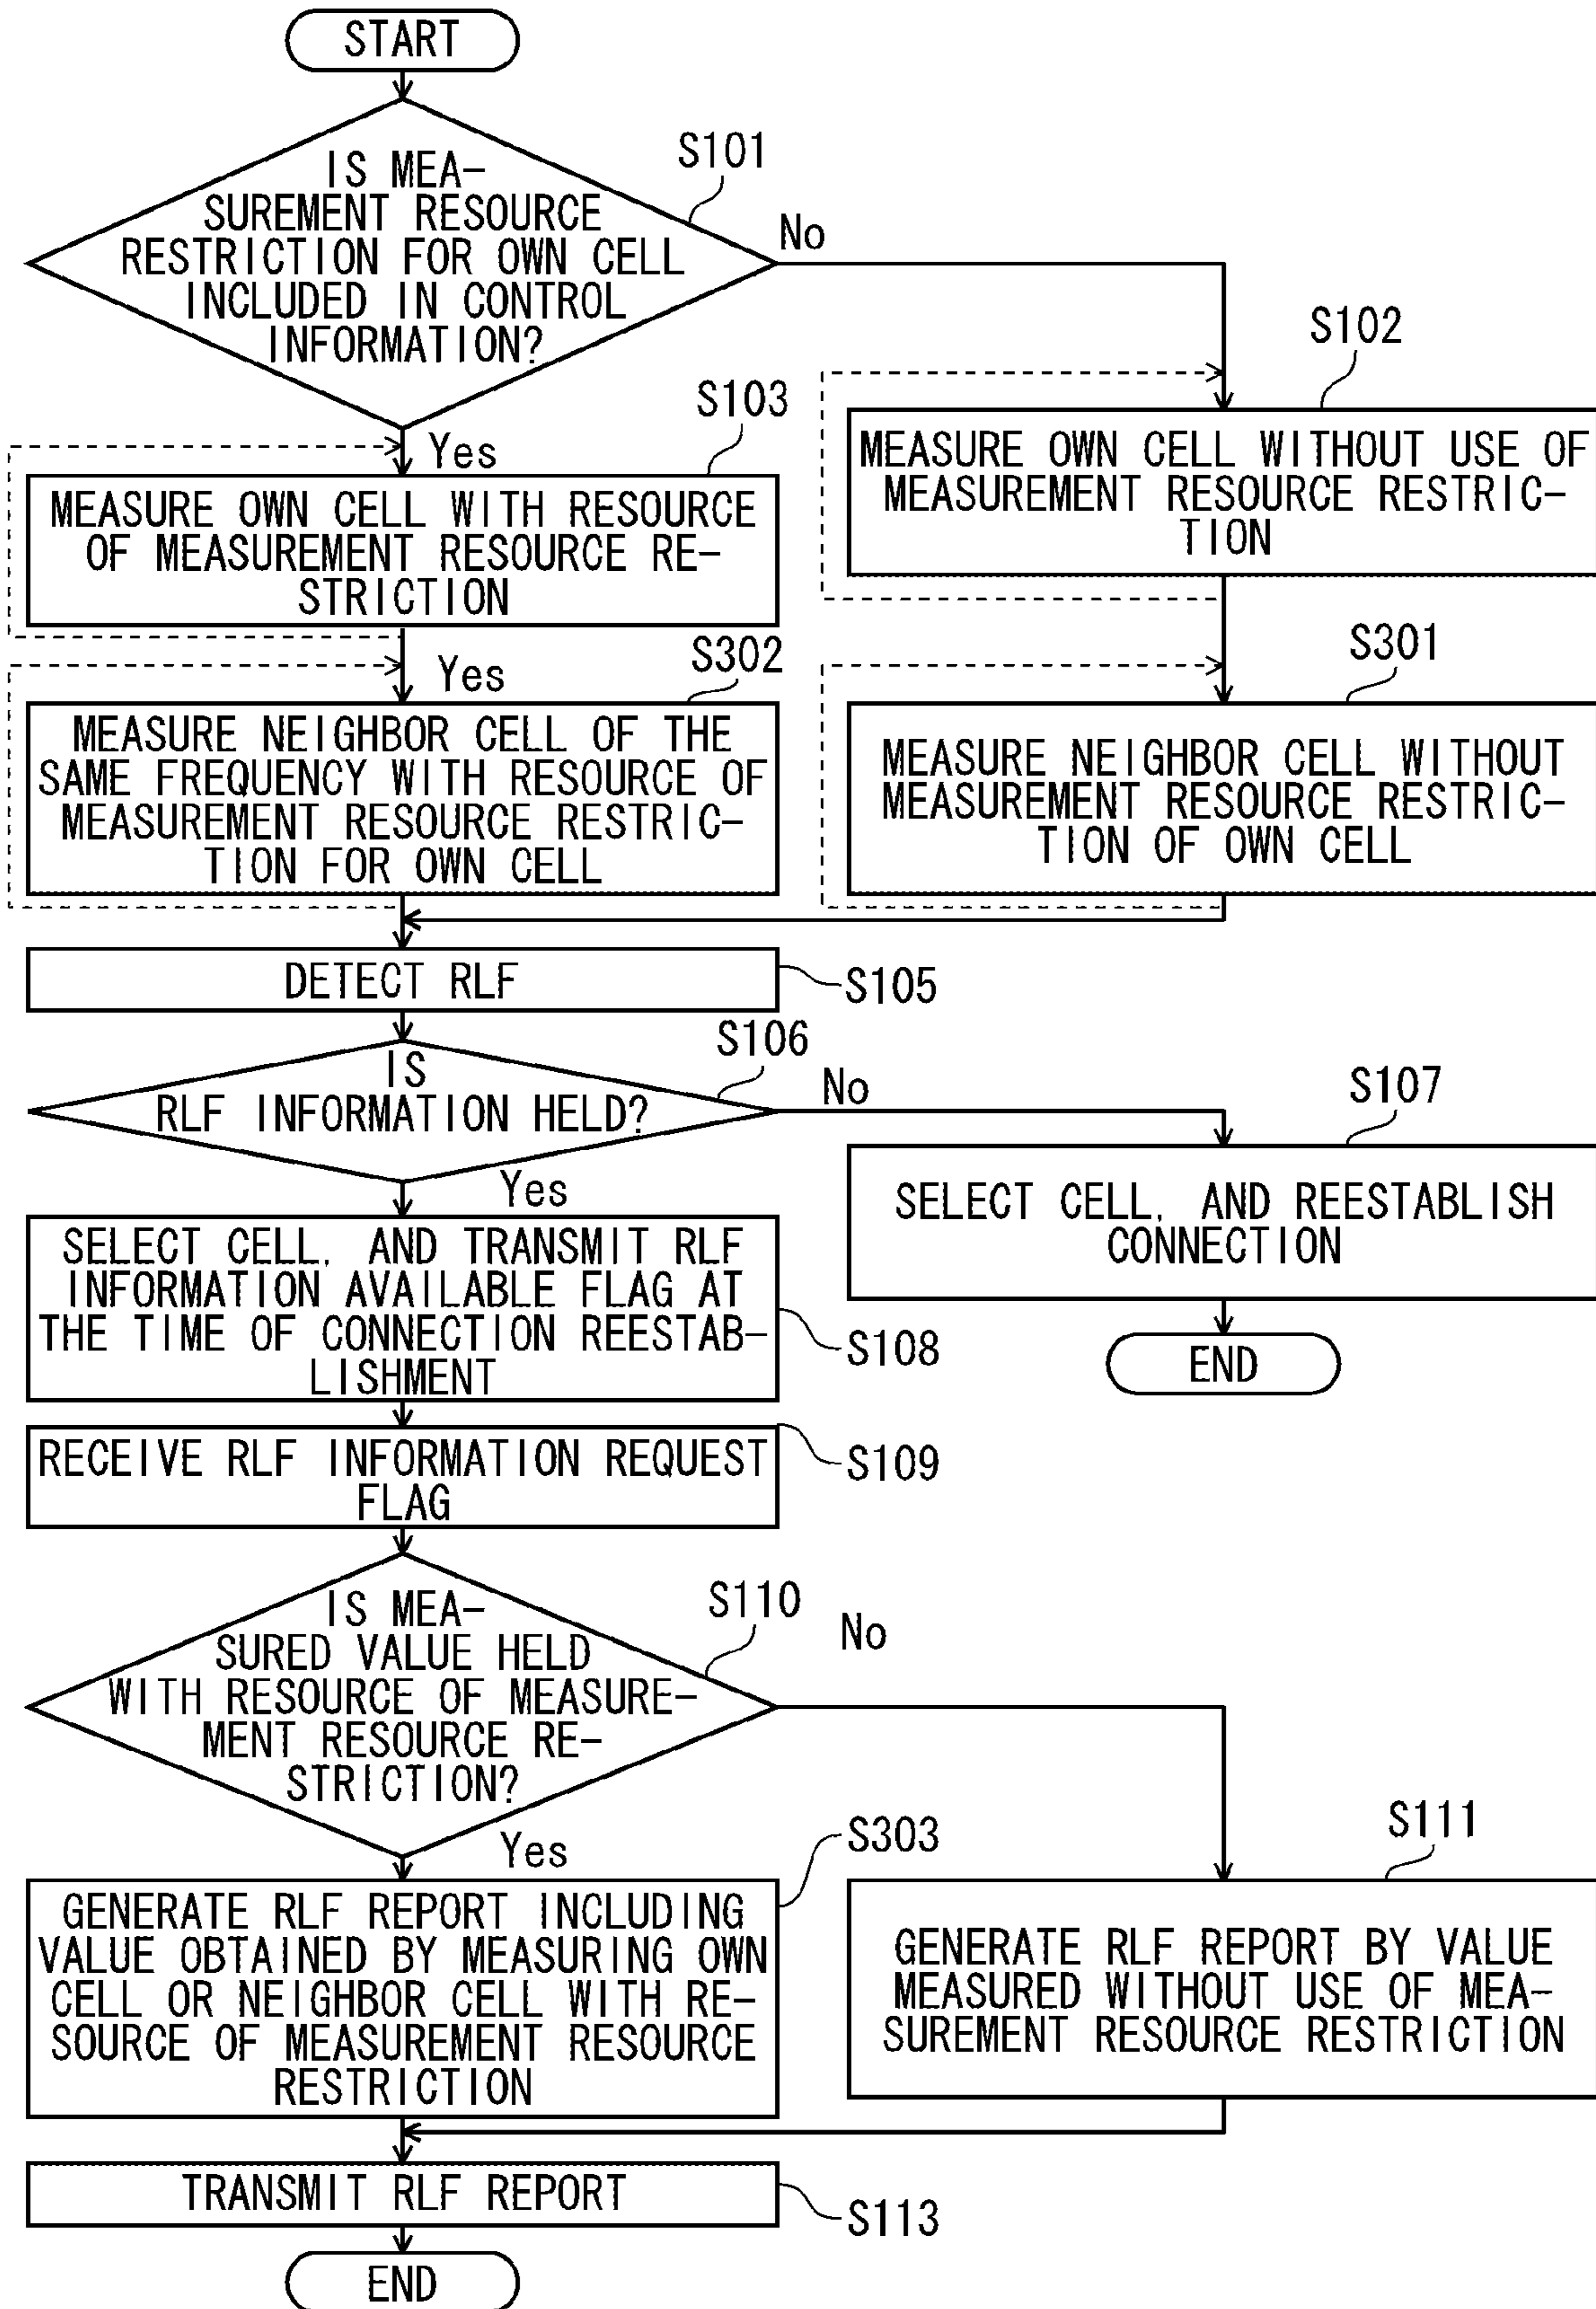 START
IS MEA-
SUREMENT RESOURCE
RESTRICTION FOR OWN CELL
INCLUDED IN CONTROL
INFORMATION?
S101
No
S102
MEASURE OWN CELL WITHOUT USE OF
MEASUREMENT RESOURCE RESTRIC-
TION
Yes
S103
MEASURE OWN CELL WITH RESOURCE
OF MEASUREMENT RESOURCE RE-
STRICTION
Yes
S302
MEASURE NEIGHBOR CELL OF THE
SAME FREQUENCY WITH RESOURCE OF
MEASUREMENT RESOURCE RESTRIC-
TION FOR OWN CELL
S301
MEASURE NEIGHBOR CELL WITHOUT
MEASUREMENT RESOURCE RESTRIC-
TION OF OWN CELL
DETECT RLF
S105
IS
RLF INFORMATION HELD?
S106
No
S107
SELECT CELL, AND REESTABLISH
CONNECTION
END
Yes
SELECT CELL, AND TRANSMIT RLF
INFORMATION AVAILABLE FLAG AT
THE TIME OF CONNECTION REESTAB-
LISHMENT
S108
RECEIVE RLF INFORMATION REQUEST
FLAG
S109
IS MEA-
SURED VALUE HELD
WITH RESOURCE OF MEASURE-
MENT RESOURCE RE-
STRICTION?
S110
No
S111
GENERATE RLF REPORT BY VALUE
MEASURED WITHOUT USE OF MEA-
SUREMENT RESOURCE RESTRICTION
Yes
S303
GENERATE RLF REPORT INCLUDING
VALUE OBTAINED BY MEASURING OWN
CELL OR NEIGHBOR CELL WITH RE-
SOURCE OF MEASUREMENT RESOURCE
RESTRICTION
TRANSMIT RLF REPORT
S113
END